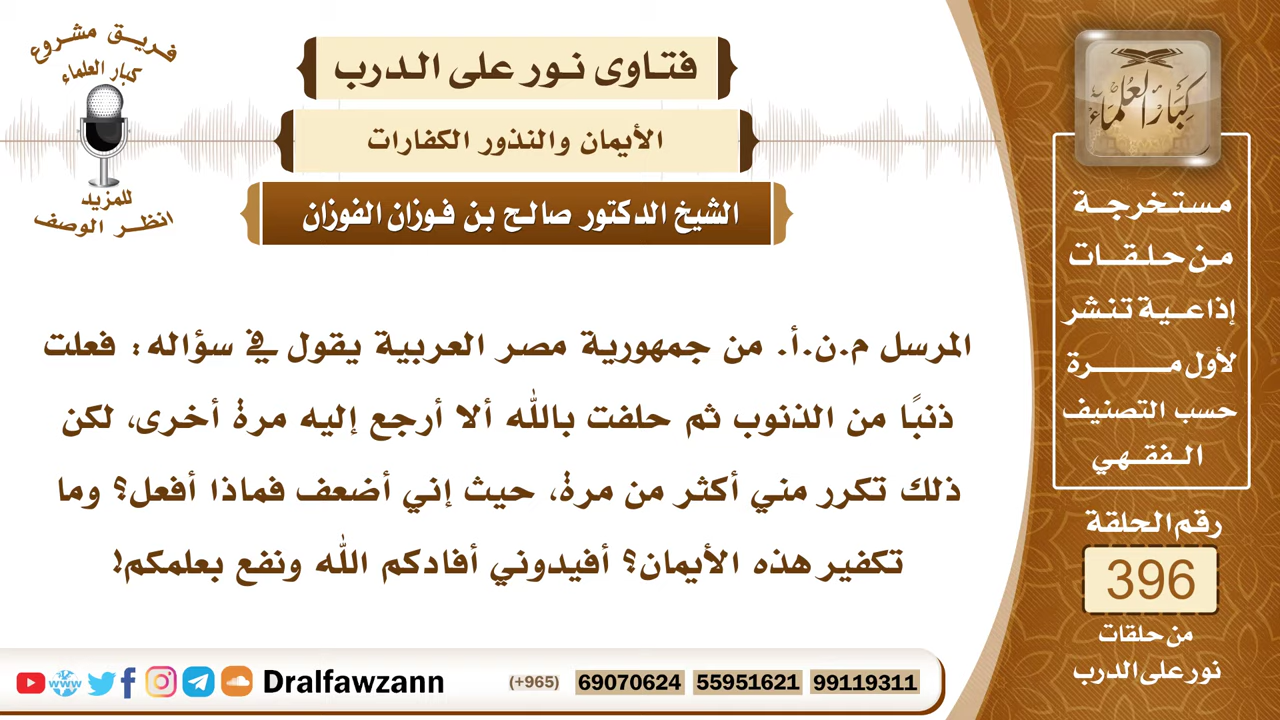 فريق مشروع
كبار العلماء
للمزيد
انظر الوصف
فتاوى نور على الدرب
الأيمان والنذور الكفارات
الشيخ الدكتور صالح بن فوزان الفوزان
المرسل م.ن.أ. من جمهورية مصر العربية يقول في سؤاله: فعلت
ذنبًا من الذنوب ثم حلفت بالله ألا أرجع إليه مرة أخرى، لكن
ذلك تكرر مني أكثر من مرة، حيث إني أضعف فماذا أفعل؟ وما
تكفير هذه الأيمان؟ أفيدوني أفادكم الله ونفع بعلمكم!
كبار العلماء
مستخرجة
من حلقات
إذاعية تنشر
لأول مرة
حسب التصنيف
الفقهي
رقم الحلقة
396
من حلقات
نور على الدرب
www Dralfawzann (+965) 69070624 55951621 99119311